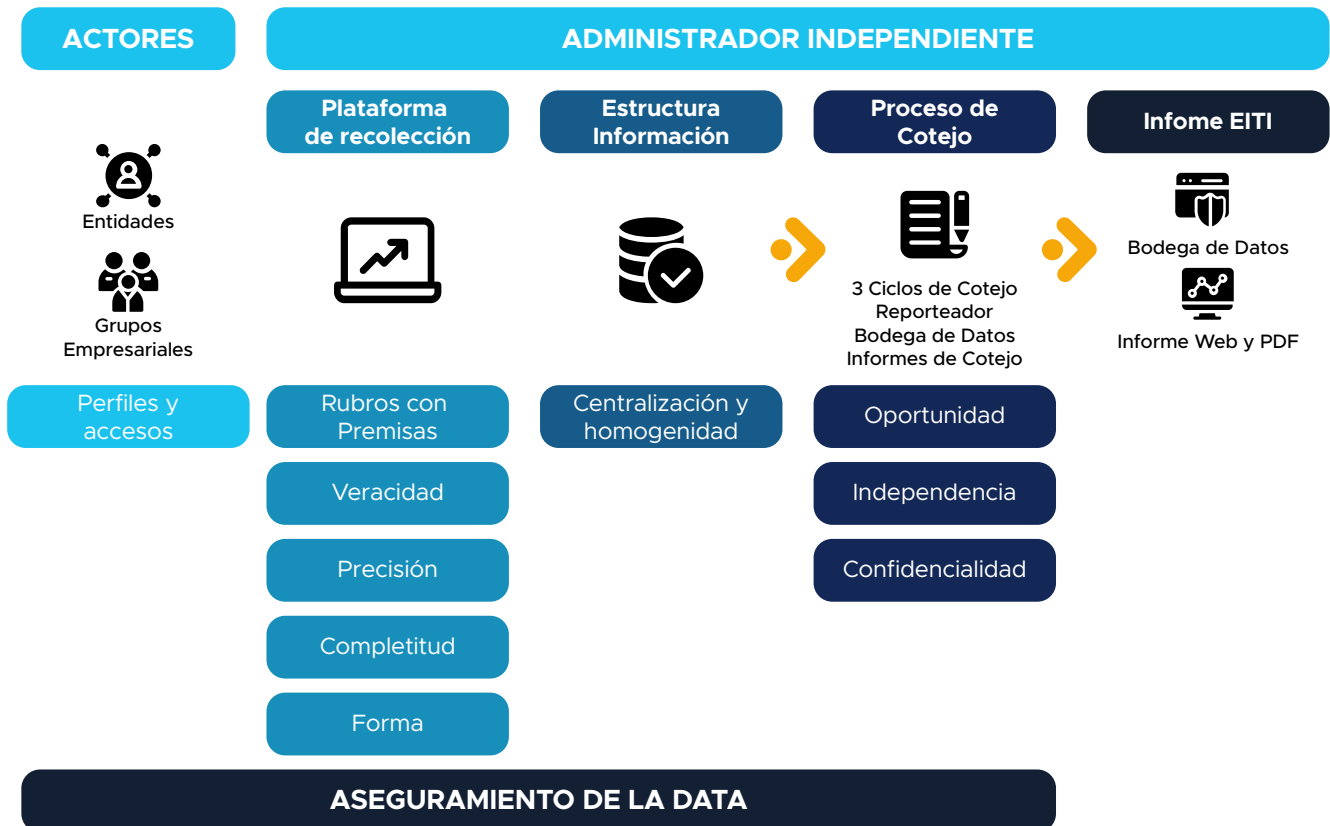 ACTORES
ADMINISTRADOR INDEPENDIENTE
Plataforma
de recolección
Estructura
Información
Proceso de
Cotejo
Infome EITI
Entidades
Grupos
Empresariales
3 Ciclos de Cotejo
Reporteador
Bodega de Datos
Informes de Cotejo
Bodega de Datos
Informe Web y PDF
Perfiles y
accesos
Rubros con
Premisas
Centralización y
homogenidad
Oportunidad
Veracidad
Independencia
Precisión
Confidencialidad
Completitud
Forma
ASEGURAMIENTO DE LA DATA